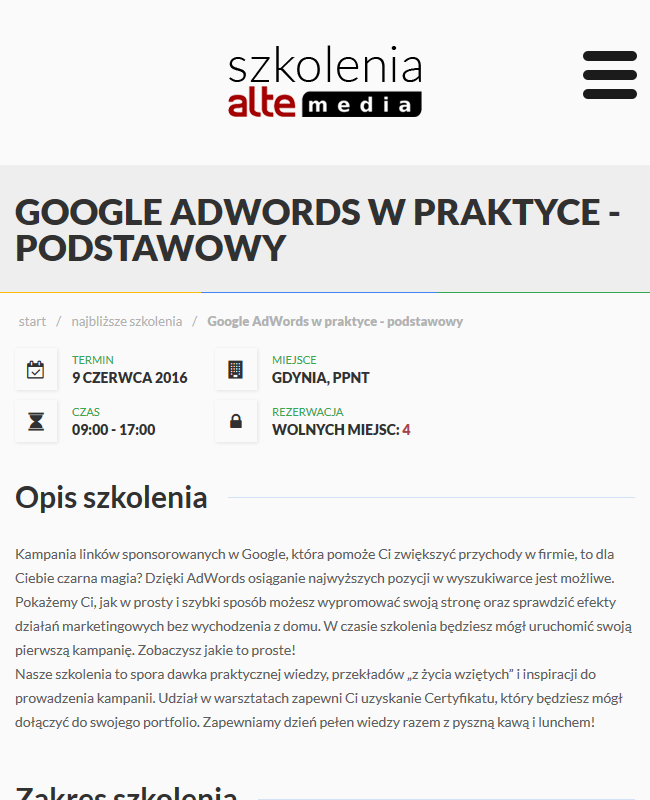 szkolenia
alte media
GOOGLE ADWORDS W PRAKTYCE -
PODSTAWOWY
start / najbliższe szkolenia / Google AdWords w praktyce - podstawowy
TERMIN
9 CZERWCA 2016
MIEJSCE
GDYNIA, PPNT
CZAS
09:00 - 17:00
REZERWACJA
WOLNYCH MIEJSC: 4
Opis szkolenia
Kampania linków sponsorowanych w Google, która pomoże Ci zwiększyć przychody w firmie, to dla
Ciebie czarna magia? Dzięki AdWords osiąganie najwyższych pozycji w wyszukiwarce jest możliwe.
Pokażemy Ci, jak w prosty i szybki sposób możesz wypromować swoją stronę oraz sprawdzić efekty
działań marketingowych bez wychodzenia z domu. W czasie szkolenia będziesz mógł uruchomić swoją
pierwszą kampanię. Zobaczysz jakie to proste!
Nasze szkolenia to spora dawka praktycznej wiedzy, przekładów „z życia wziętych” i inspiracji do
prowadzenia kampanii. Udział w warsztatach zapewni Ci uzyskanie Certyfikatu, który będziesz mógł
dołączyć do swojego portfolio. Zapewniamy dzień pełen wiedzy razem z pyszną kawą i lunchem!
Zakres szkolenia